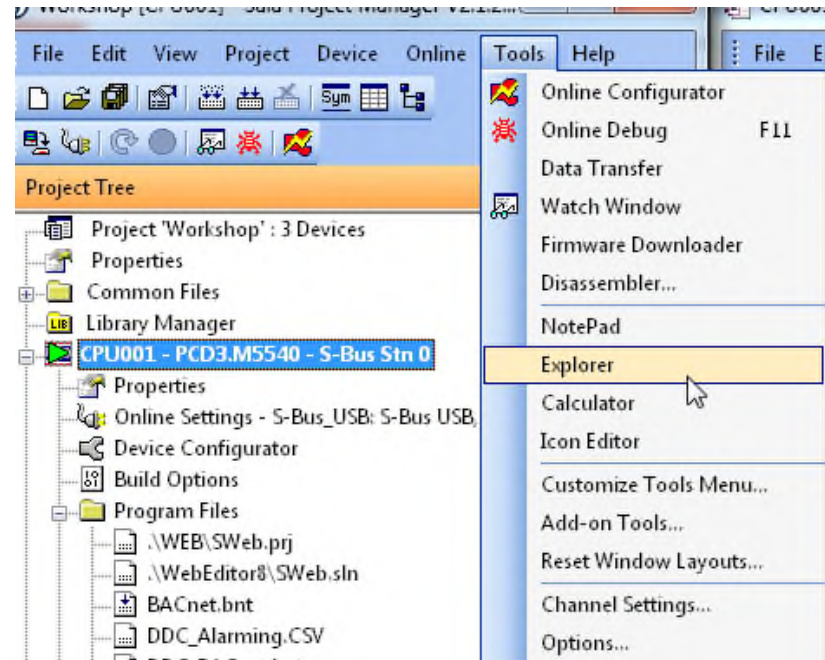 Workshop [CPU001] - Saia Project Manager V2.1.2...
File Edit View Project Device Online Tools Help
File
Sym
Project Tree
Project 'Workshop' : 3 Devices
Properties
Common Files
LIB Library Manager
CPU001 - PCD3.M5540 - S-Bus Stn 0
Properties
Online Settings - S-Bus_USB: S-Bus USB,
Device Configurator
Build Options
Program Files
.\WEB\SWeb.prj
.\WebEditor8\SWeb.sln
BACnet.bnt
DDC_Alarming.CSV
Online Configurator
Online Debug F11
Data Transfer
Watch Window
Firmware Downloader
Disassembler...
NotePad
Explorer
Calculator
Icon Editor
Customize Tools Menu...
Add-on Tools...
Reset Window Layouts...
Channel Settings...
Options...